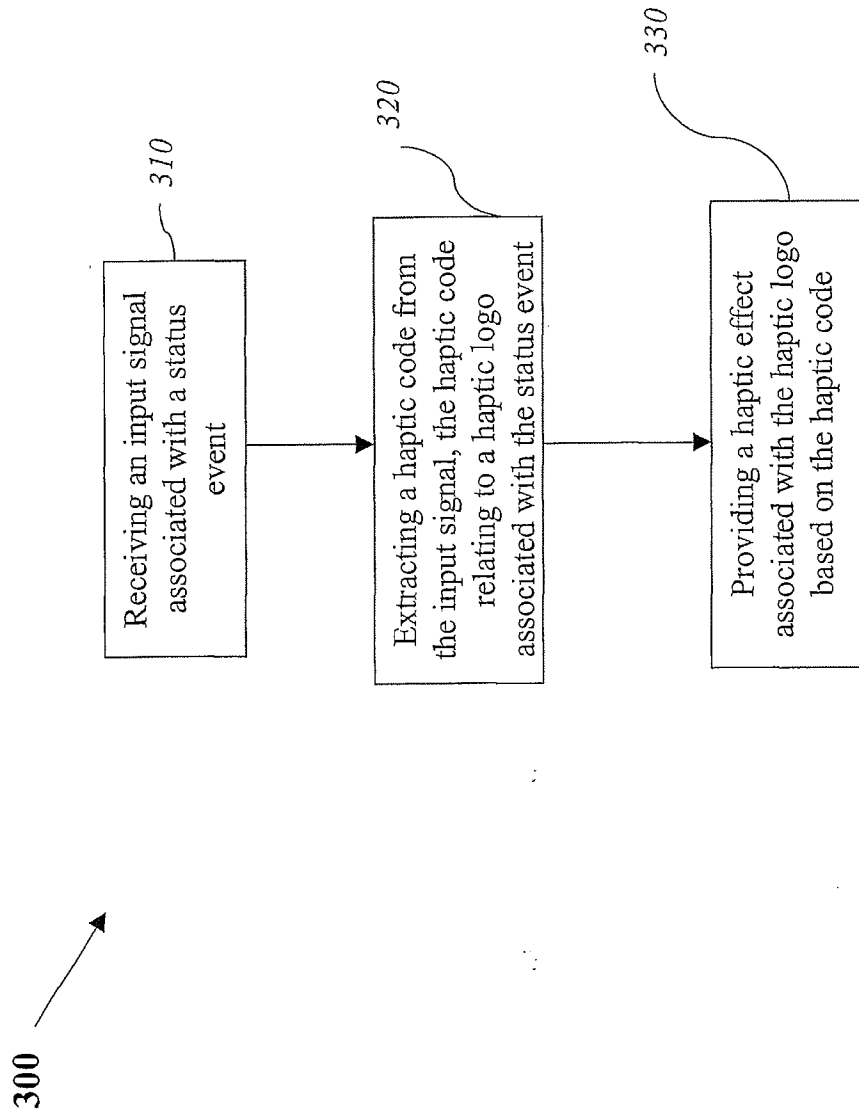 300
Receiving an input signal
associated with a status
event
310
Extracting a haptic code from
the input signal, the haptic code
relating to a haptic logo
associated with the status event
320
Providing a haptic effect
associated with the haptic logo
based on the haptic code
330